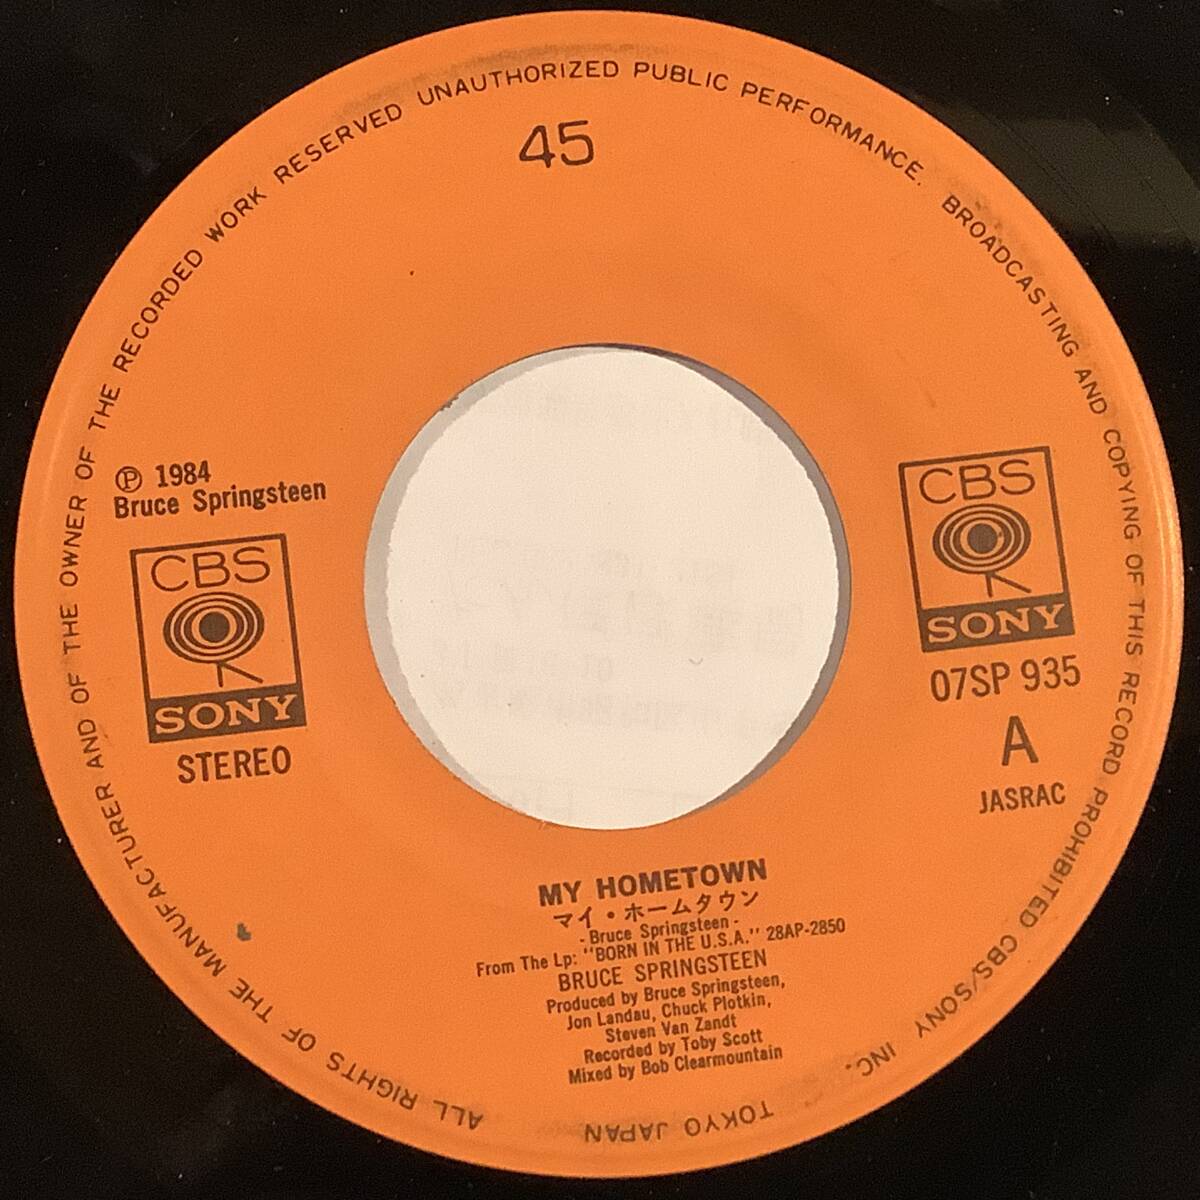 ALL RIGHTS OF THE MANUFACTURER AND OF THE OWNER OF THE RECORDED WORK RESERVED UNAUTHORIZED PUBLIC PERFORMANCE. BROADCASTING AND COPYING OF THIS RECORD PROHIBITED CBS/SONY INC. TOKYO JAPAN
45
℗ 1984
Bruce Springsteen
CBS
SONY
STEREO
CBS
SONY
07SP 935
A
JASRAC
MY HOMETOWN
マイ・ホームタウン
- Bruce Springsteen -
From The Lp: "BORN IN THE U.S.A." 28AP-2850
BRUCE SPRINGSTEEN
Produced by Bruce Springsteen,
Jon Landau, Chuck Plotkin,
Steven Van Zandt
Recorded by Toby Scott
Mixed by Bob Clearmountain